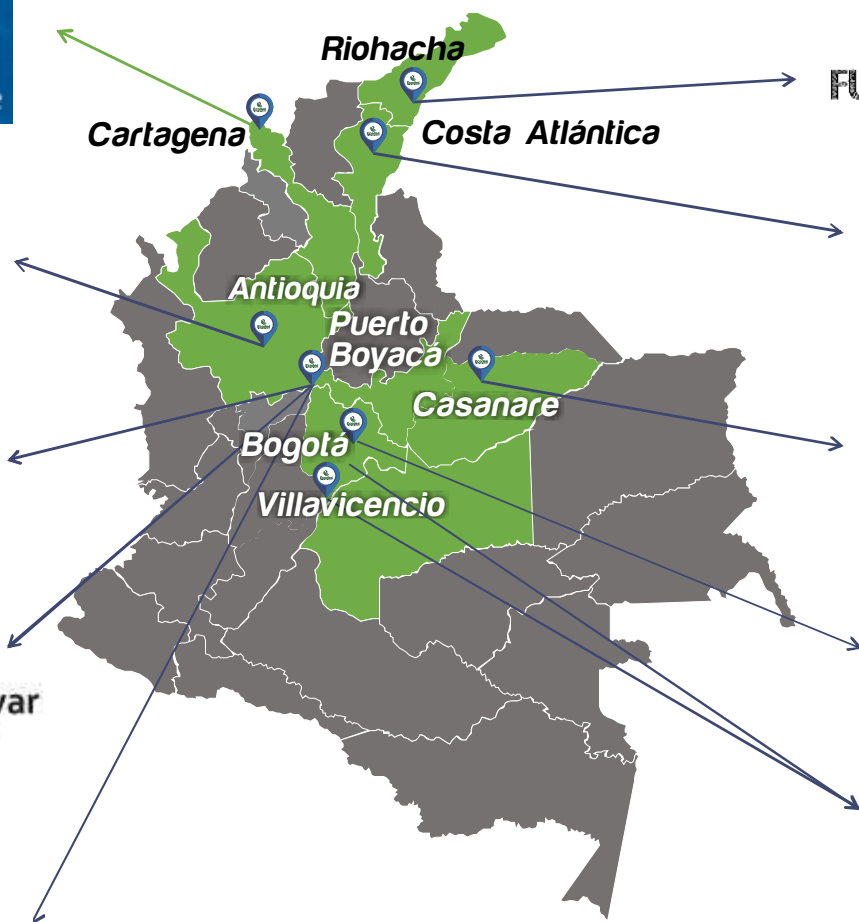 Riohacha
Cartagena
Costa Atlántica
Antioquia
Puerto
Boyacá
Casanare
Bogotá
Villavicencio